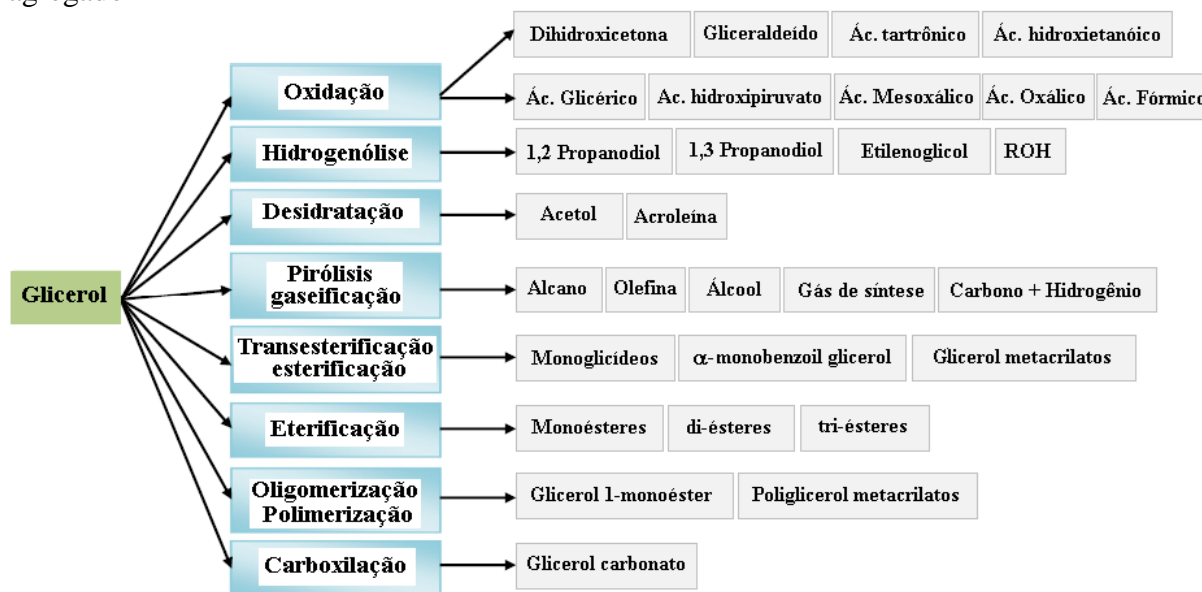 agregado
Dihidroxicetona Gliceraldeído Ác. tartrônico Ác. hidroxietanóico
Oxidação
Ác. Glicérico Ac. hidroxipiruvato Ác. Mesoxálico Ác. Oxálico Ác. Fórmico
Hidrogenólise
1,2 Propanodiol 1,3 Propanodiol Etilenoglicol ROH
Desidratação
Acetol Acroleína
Glicerol
Pirólisis
gaseificação
Alcano Olefina Álcool Gás de síntese Carbono + Hidrogênio
Transesterificação
esterificação
Monoglicídeos α-monobenzoil glicerol Glicerol metacrilatos
Eterificação
Monoésteres di-ésteres tri-ésteres
Oligomerização
Polimerização
Glicerol 1-monoéster Poliglicerol metacrilatos
Carboxilação
Glicerol carbonato